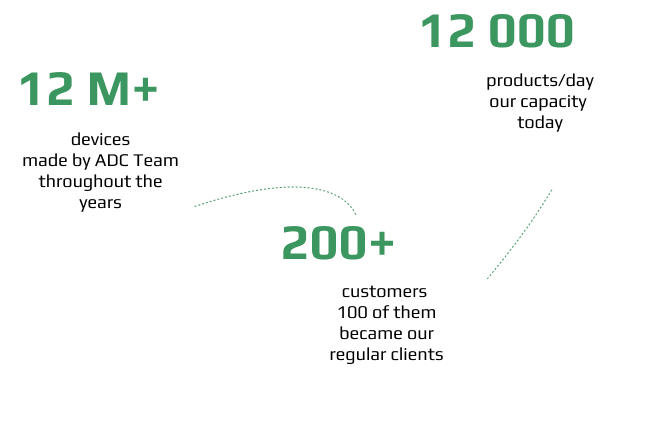 12 M+
devices
made by ADC Team
throughout the
years
200+
customers
100 of them
became our
regular clients
12 000
products/day
our capacity
today